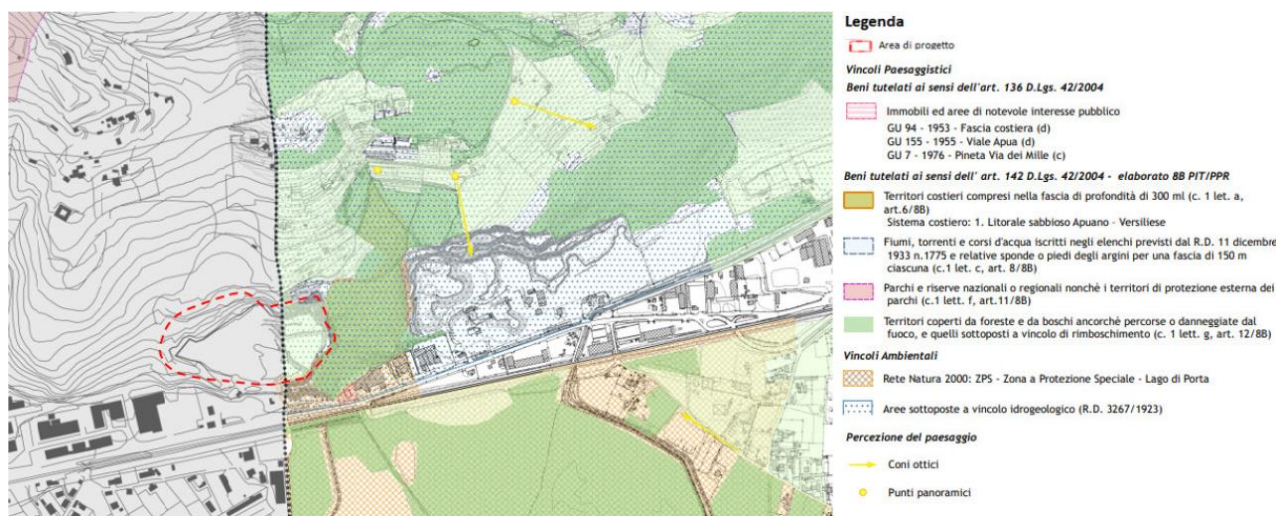 Legenda
Area di progetto
Vincoli Paesaggistici
Beni tutelati ai sensi dell'art. 136 D.Lgs. 42/2004
Immobili ed aree di notevole interesse pubblico
GU 94 - 1953 - Fascia costiera (d)
GU 155 - 1955 - Viale Apua (d)
GU 7 - 1976 - Pineta Via dei Mille (c)
Beni tutelati ai sensi dell' art. 142 D.Lgs. 42/2004 - elaborato 8B PIT/PPR
Territori costieri compresi nella fascia di profondità di 300 ml (c. 1 let. a,
art.6/8B)
Sistema costiero: 1. Litorale sabbioso Apuano - Versiliese
Fiumi, torrenti e corsi d'acqua iscritti negli elenchi previsti dal R.D. 11 dicembre
1933 n.1775 e relative sponde o piedi degli argini per una fascia di 150 m
ciascuna (c.1 let. c, art. 8/8B)
Parchi e riserve nazionali o regionali nonchè i territori di protezione esterna dei
parchi (c.1 lett. f, art.11/8B)
Territori coperti da foreste e da boschi ancorchè percorse o danneggiate dal
fuoco, e quelli sottoposti a vincolo di rimboschimento (c. 1 lett. g, art. 12/8B)
Vincoli Ambientali
Rete Natura 2000: ZPS - Zona a Protezione Speciale - Lago di Porta
Aree sottoposte a vincolo idrogeologico (R.D. 3267/1923)
Percezione del paesaggio
Coni ottici
Punti panoramici